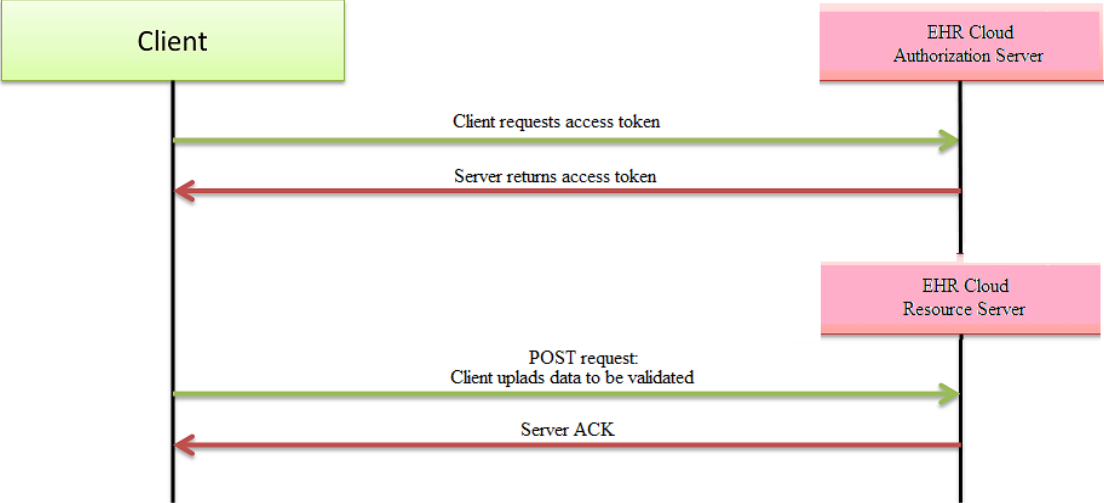 Client
EHR Cloud
Authorization Server
Client requests access token
Server returns access token
EHR Cloud
Resource Server
POST request:
Client uplads data to be validated
Server ACK